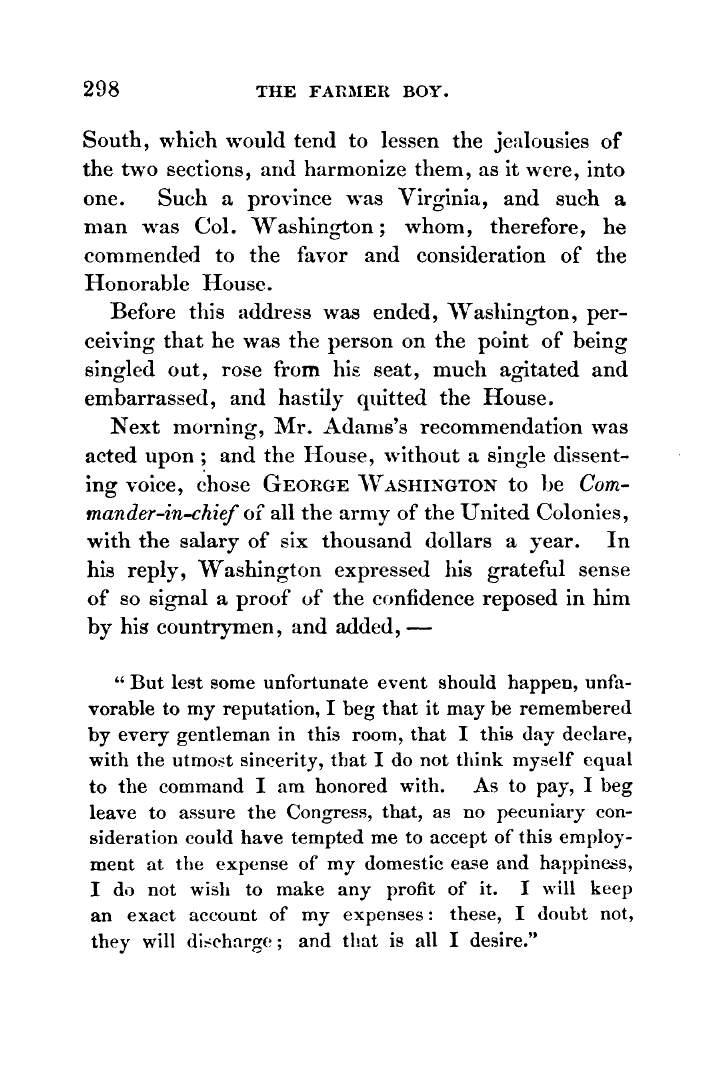 298 THE FARMER BOY.
South, which would tend to lessen the jealousies of
the two sections, and harmonize them, as it were, into
one. Such a province was Virginia, and such a
man was Col. Washington; whom, therefore, he
commended to the favor and consideration of the
Honorable House.
Before this address was ended, Washington, per-
ceiving that he was the person on the point of being
singled out, rose from his seat, much agitated and
embarrassed, and hastily quitted the House.
Next morning, Mr. Adams's recommendation was
acted upon; and the House, without a single dissent-
ing voice, chose GEORGE WASHINGTON to be Com-
mander-in-chief of all the army of the United Colonies,
with the salary of six thousand dollars a year. In
his reply, Washington expressed his grateful sense
of so signal a proof of the confidence reposed in him
by his countrymen, and added, —
“But lest some unfortunate event should happen, unfa-
vorable to my reputation, I beg that it may be remembered
by every gentleman in this room, that I this day declare,
with the utmost sincerity, that I do not think myself equal
to the command I am honored with. As to pay, I beg
leave to assure the Congress, that, as no pecuniary con-
sideration could have tempted me to accept of this employ-
ment at the expense of my domestic ease and happiness,
I do not wish to make any profit of it. I will keep
an exact account of my expenses: these, I doubt not,
they will discharge; and that is all I desire.”